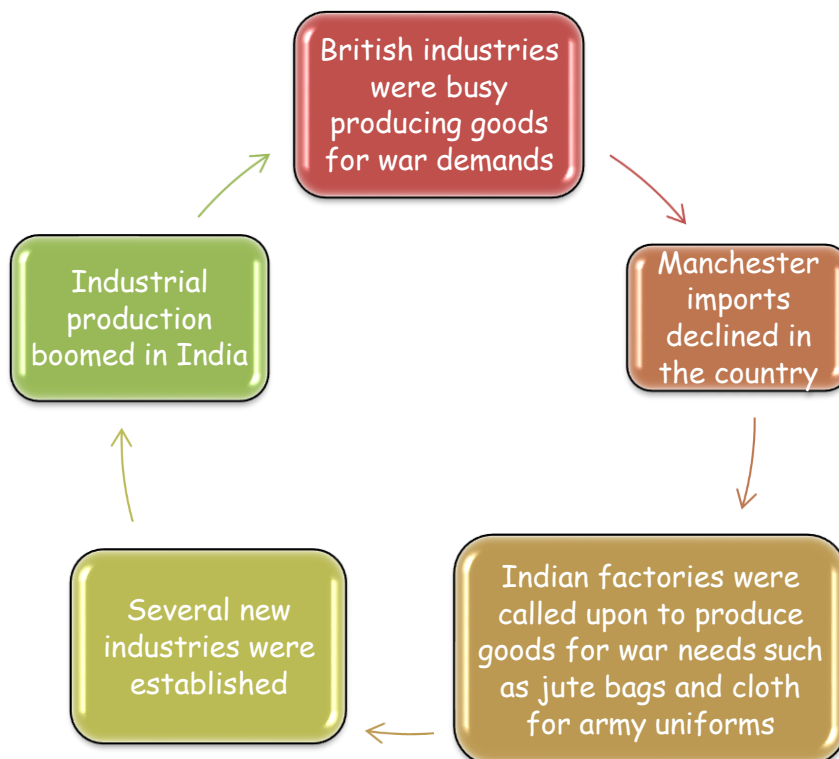 British industries
were busy
producing goods
for war demands
Manchester
imports
declined in
the country
Indian factories were
called upon to produce
goods for war needs such
as jute bags and cloth
for army uniforms
Several new
industries were
established
Industrial
production
boomed in India